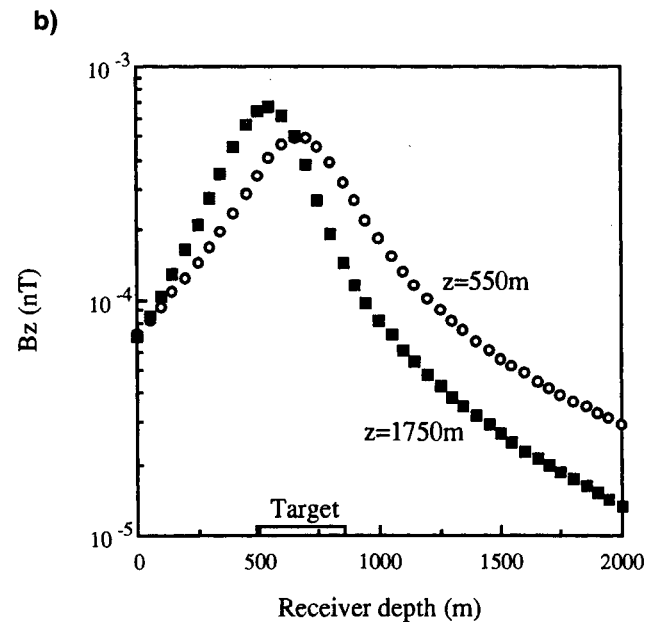 b)
10^-3
10^-4
10^-5
Bz (nT)
z=550m
z=1750m
Target
0 500 1000 1500 2000
Receiver depth (m)